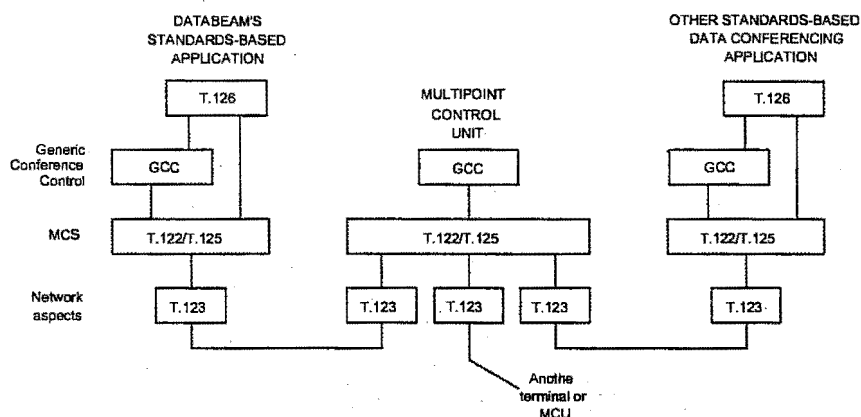 DATABEAM'S
STANDARDS-BASED
APPLICATION
OTHER STANDARDS-BASED
DATA CONFERENCING
APPLICATION
T.126
MULTIPOINT
CONTROL
UNIT
T.126
Generic
Conference
Control
GCC
GCC
GCC
MCS
T.122/T.125
T.122/T.125
T.122/T.125
Network
aspects
T.123
T.123
T.123
T.123
T.123
Anothe
terminal or
MCU